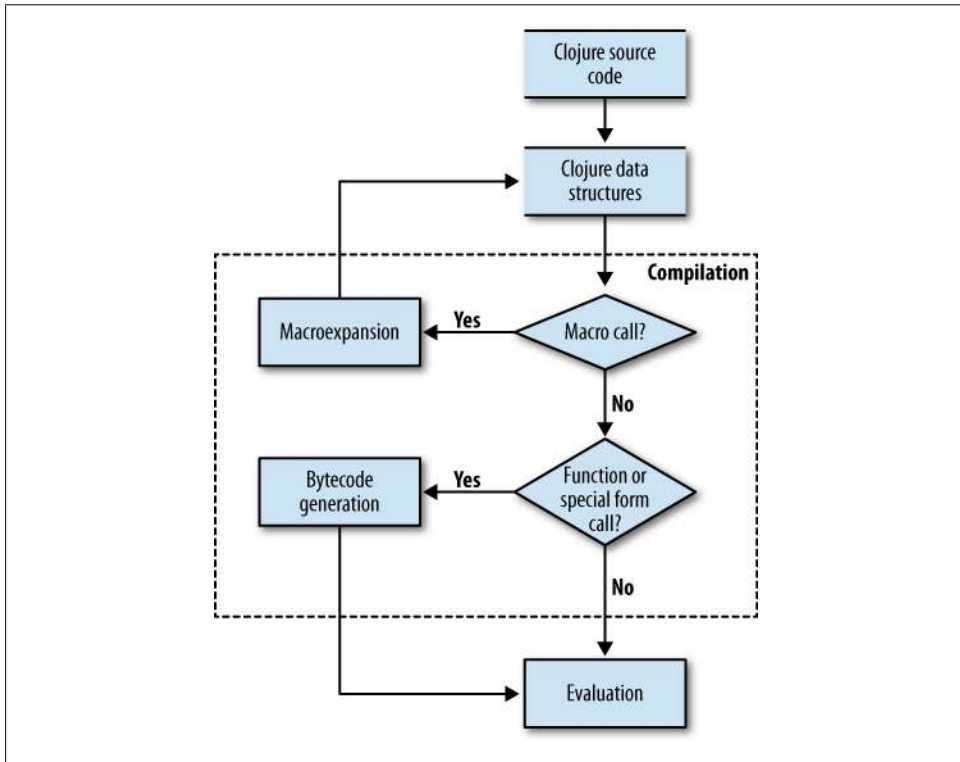 Clojure source
code
Clojure data
structures
Compilation
Macroexpansion
Yes
Macro call?
No
Bytecode
generation
Yes
Function or
special form
call?
No
Evaluation